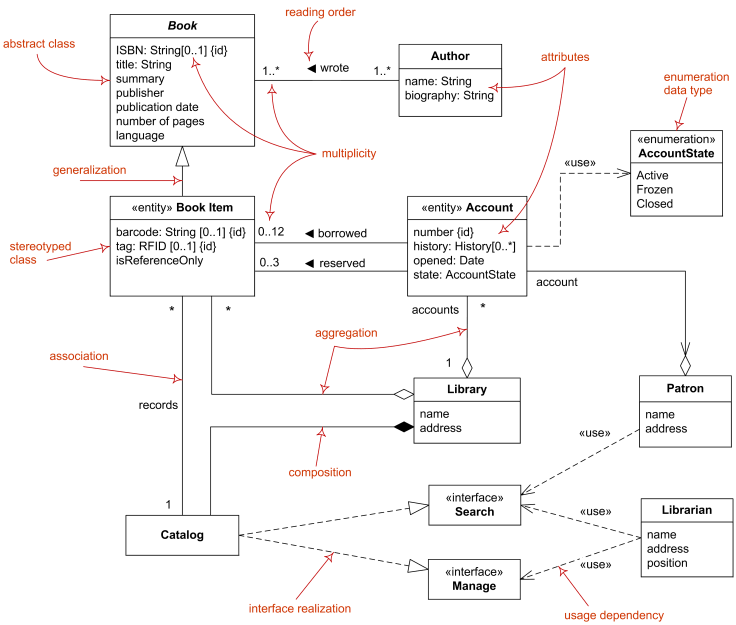 reading order
Book
abstract class
ISBN: String[0..1] {id}
title: String
summary
publisher
publication date
number of pages
language
1..*
◄ wrote
1..*
Author
name: String
biography: String
attributes
enumeration
data type
«enumeration»
AccountState
Active
Frozen
Closed
multiplicity
generalization
«use»
«entity» Book Item
barcode: String [0..1] {id}
tag: RFID [0..1] {id}
isReferenceOnly
stereotyped
class
0..12
◄ borrowed
0..3
◄ reserved
«entity» Account
number {id}
history: History[0..*]
opened: Date
state: AccountState
account
*
*
accounts
*
aggregation
association
1
records
Library
name
address
Patron
name
address
composition
«use»
1
Catalog
«interface»
Search
«use»
Librarian
name
address
position
«interface»
Manage
«use»
interface realization
usage dependency